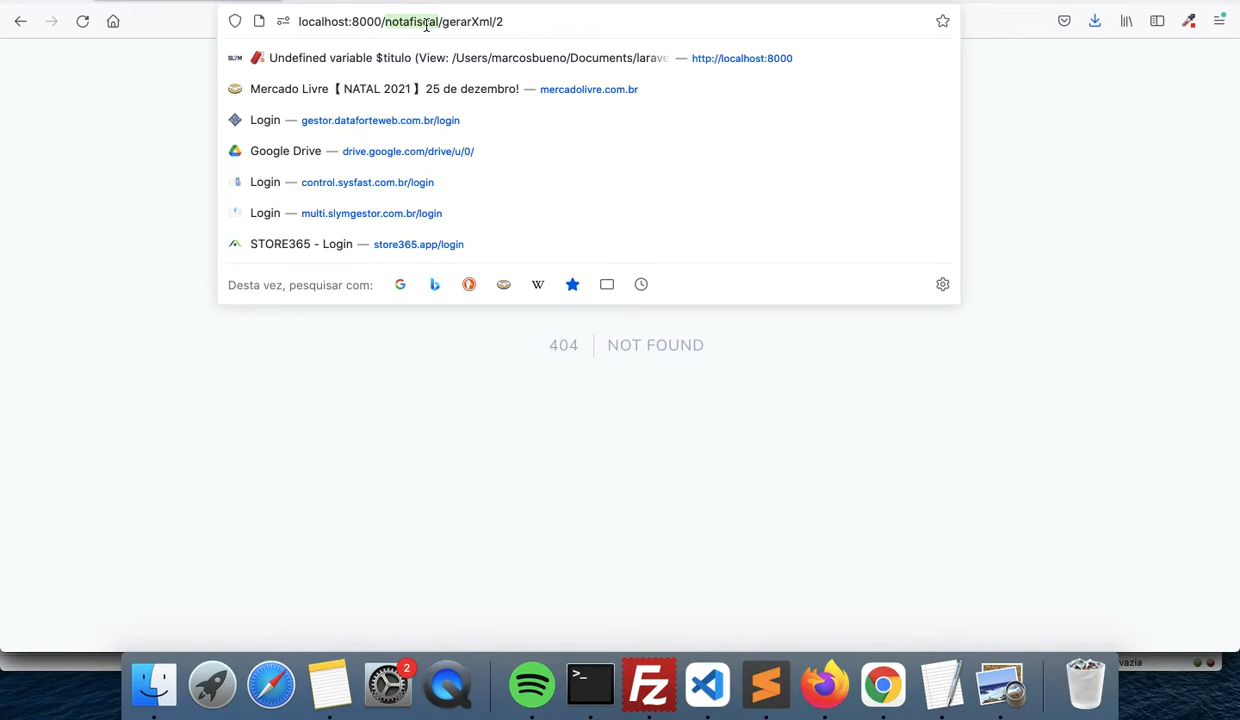 localhost:8000/notafiscal/gerarXml/2
SLYM Undefined variable $titulo (View: /Users/marcosbueno/Documents/larave — http://localhost:8000
Mercado Livre【 NATAL 2021 】25 de dezembro! — mercadolivre.com.br
Login — gestor.dataforteweb.com.br/login
Google Drive — drive.google.com/drive/u/0/
Login — control.sysfast.com.br/login
Login — multi.slymgestor.com.br/login
STORE365 - Login — store365.app/login
Desta vez, pesquisar com: G W
404 NOT FOUND
vazia
2
>_
Fz